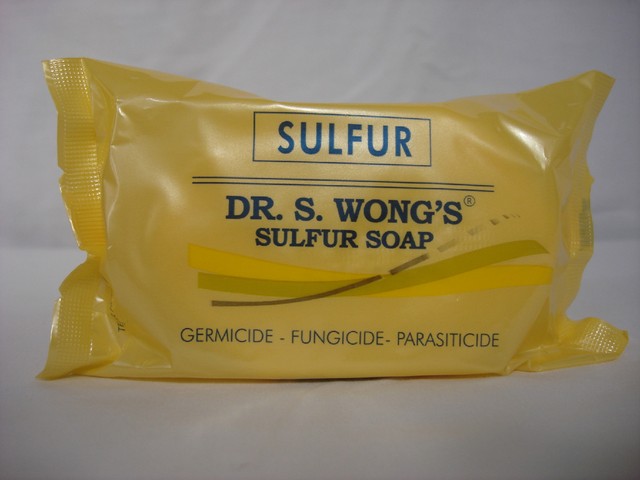 SULFUR
DR. S. WONG'S®
SULFUR SOAP
GERMICIDE - FUNGICIDE- PARASITICIDE